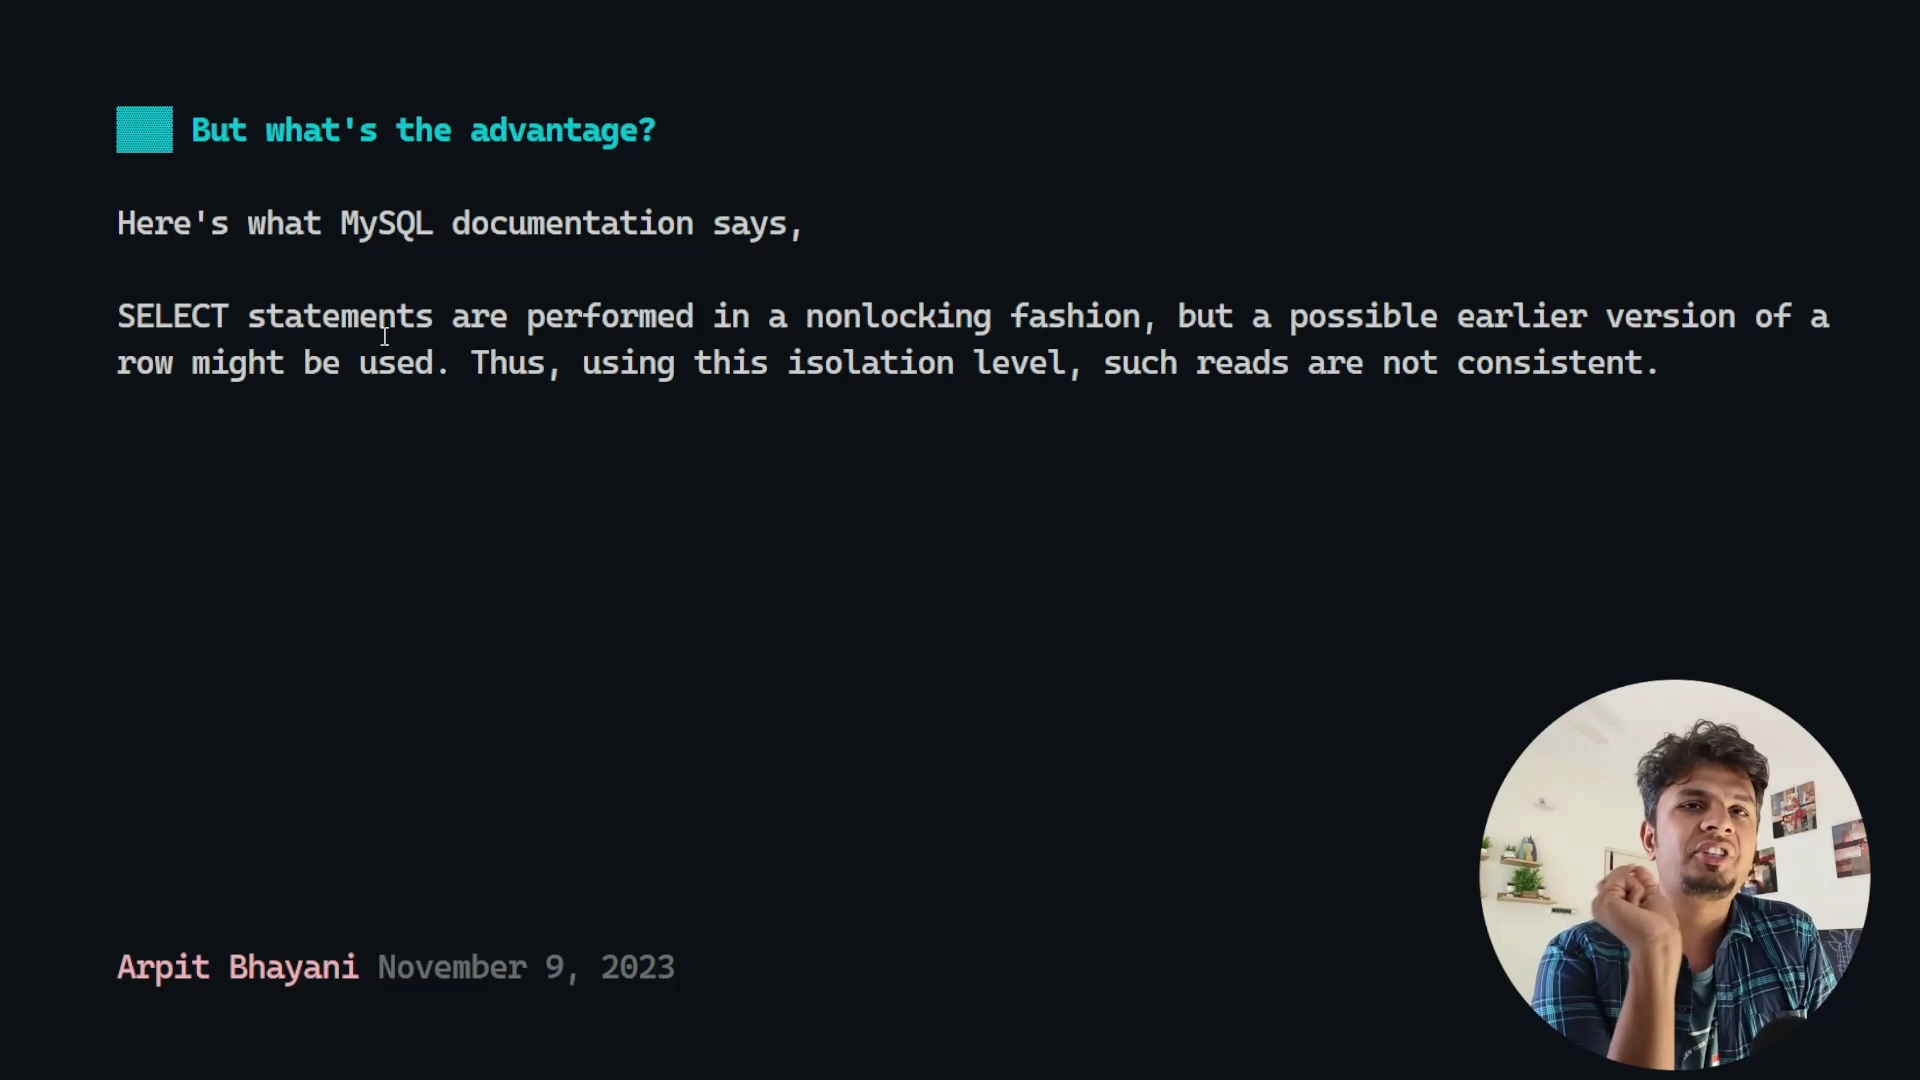 But what's the advantage?
Here's what MySQL documentation says,
SELECT statements are performed in a nonlocking fashion, but a possible earlier version of a
row might be used. Thus, using this isolation level, such reads are not consistent.
Arpit Bhayani November 9, 2023